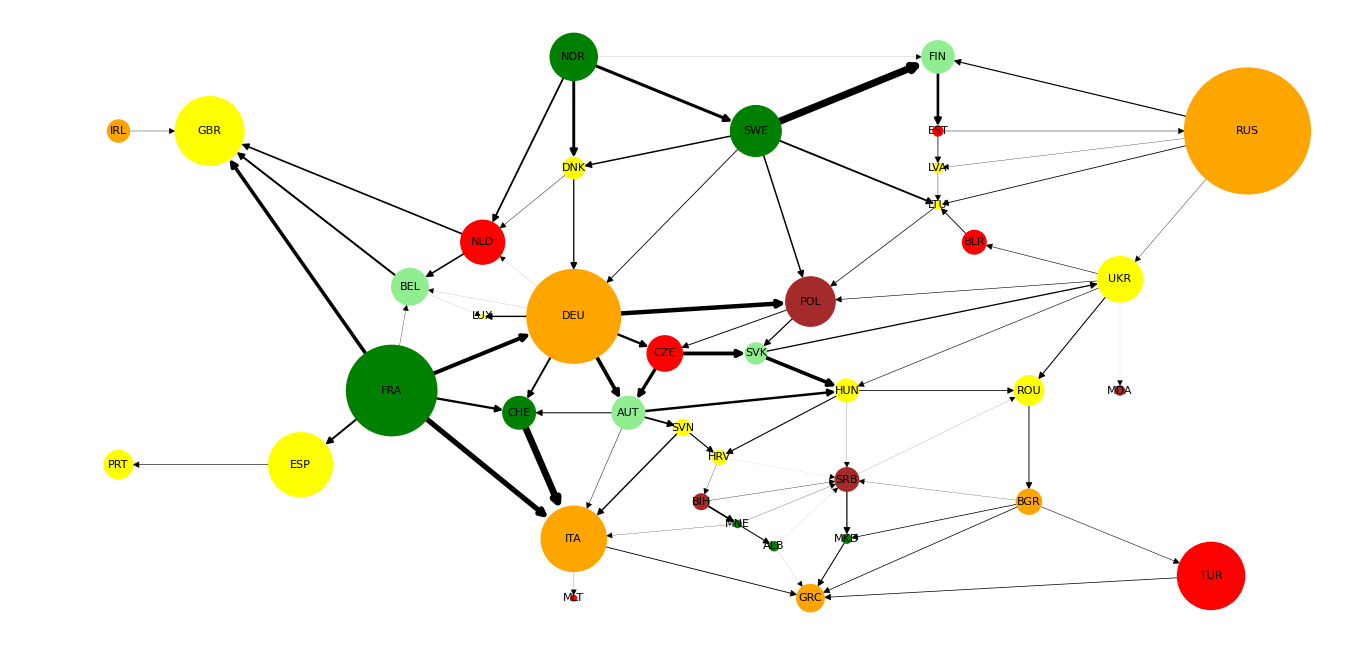 NOR
FIN
IRL
GBR
SWE
EST
RUS
DNK
LVA
LTU
NLD
BLR
BEL
UKR
POL
LUX
DEU
CZE
SVK
FRA
HUN
ROU
MDA
CHE
AUT
SVN
HRV
PRT
ESP
SRB
BIH
BGR
MNE
ITA
ALB
MKD
TUR
MLT
GRC